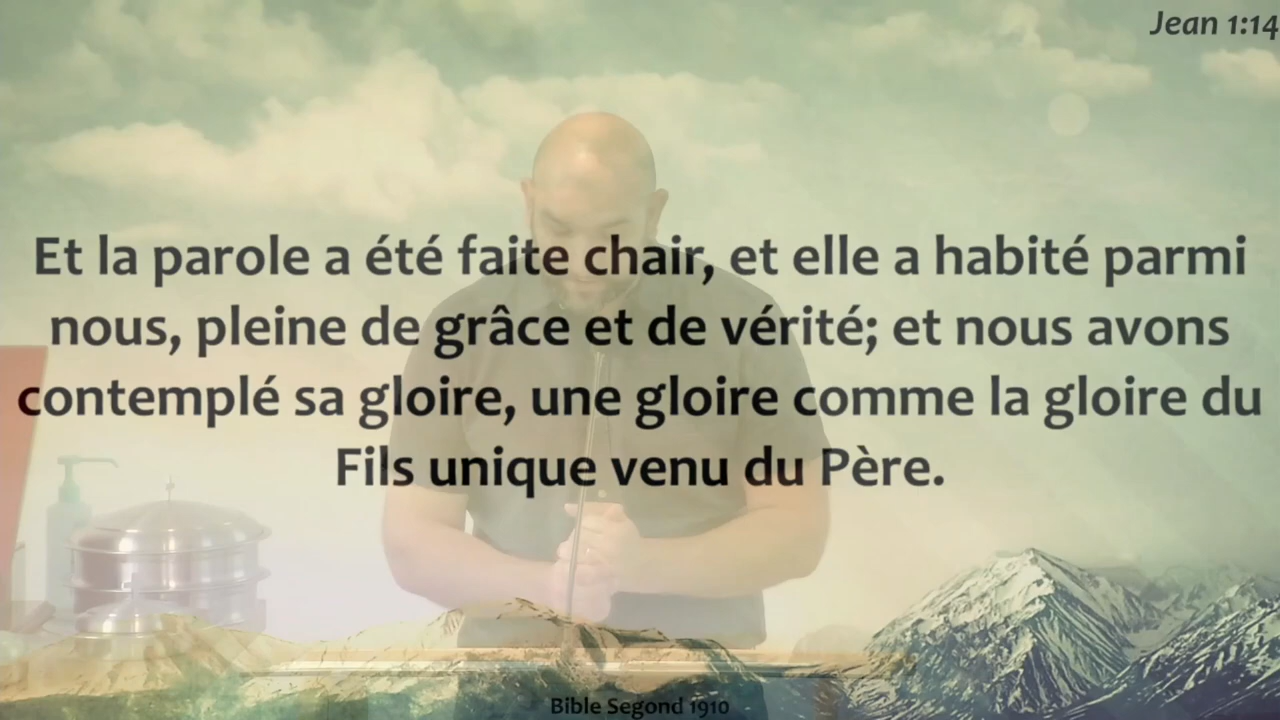 Jean 1:14
Et la parole a été faite chair, et elle a habité parmi
nous, pleine de grâce et de vérité; et nous avons
contemplé sa gloire, une gloire comme la gloire du
Fils unique venu du Père.
Bible Segond 1910